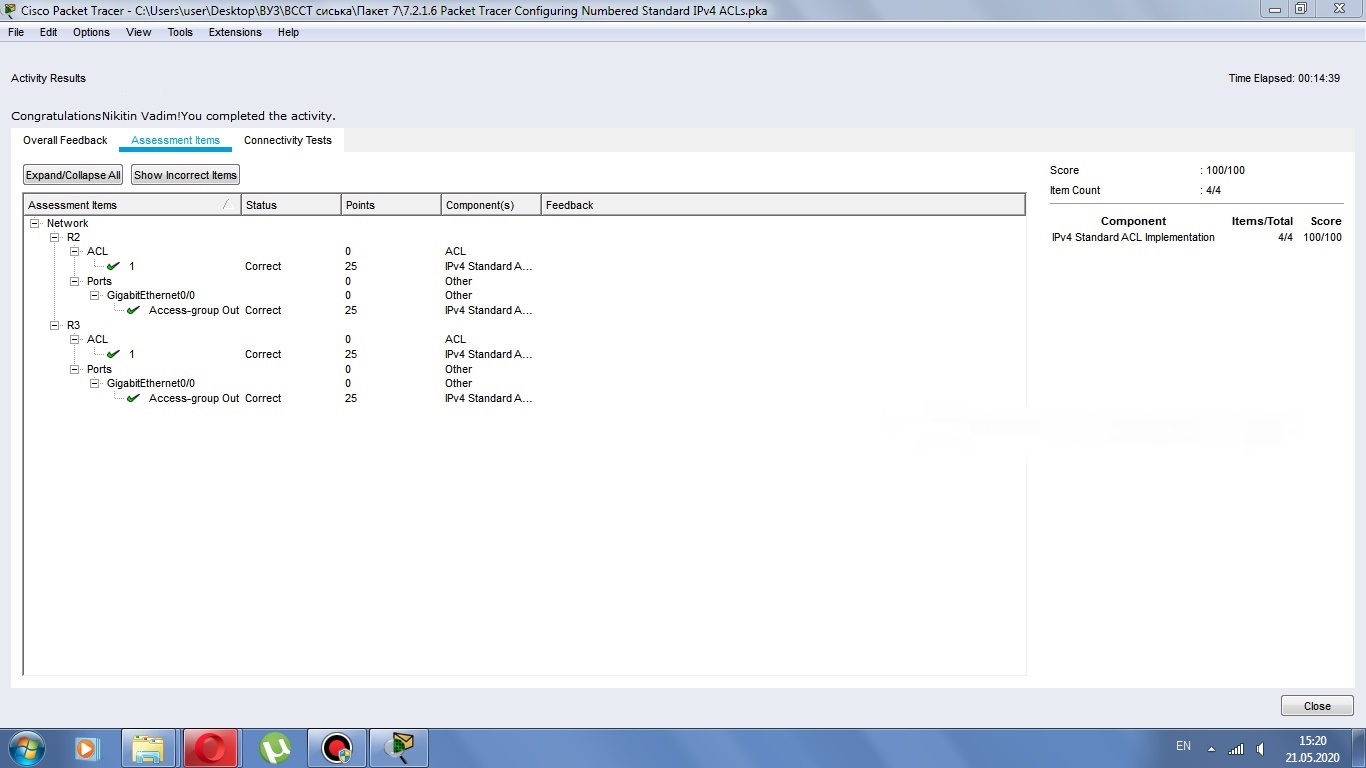 Cisco Packet Tracer - C:\Users\user\Desktop\ВУЗ\ВССТ сиська\Пакет 7\7.2.1.6 Packet Tracer Configuring Numbered Standard IPv4 ACLs.pka
File Edit Options View Tools Extensions Help
Activity Results
Time Elapsed: 00:14:39
CongratulationsNikitin Vadim!You completed the activity.
Overall Feedback Assessment Items Connectivity Tests
Expand/Collapse All Show Incorrect Items
Assessment Items Status Points Component(s) Feedback
Network
R2
ACL 0 ACL
1 Correct 25 IPv4 Standard A...
Ports 0 Other
GigabitEthernet0/0 0 Other
Access-group Out Correct 25 IPv4 Standard A...
R3
ACL 0 ACL
1 Correct 25 IPv4 Standard A...
Ports 0 Other
GigabitEthernet0/0 0 Other
Access-group Out Correct 25 IPv4 Standard A...
Score : 100/100
Item Count : 4/4
Component Items/Total Score
IPv4 Standard ACL Implementation 4/4 100/100
Close
EN
15:20
21.05.2020